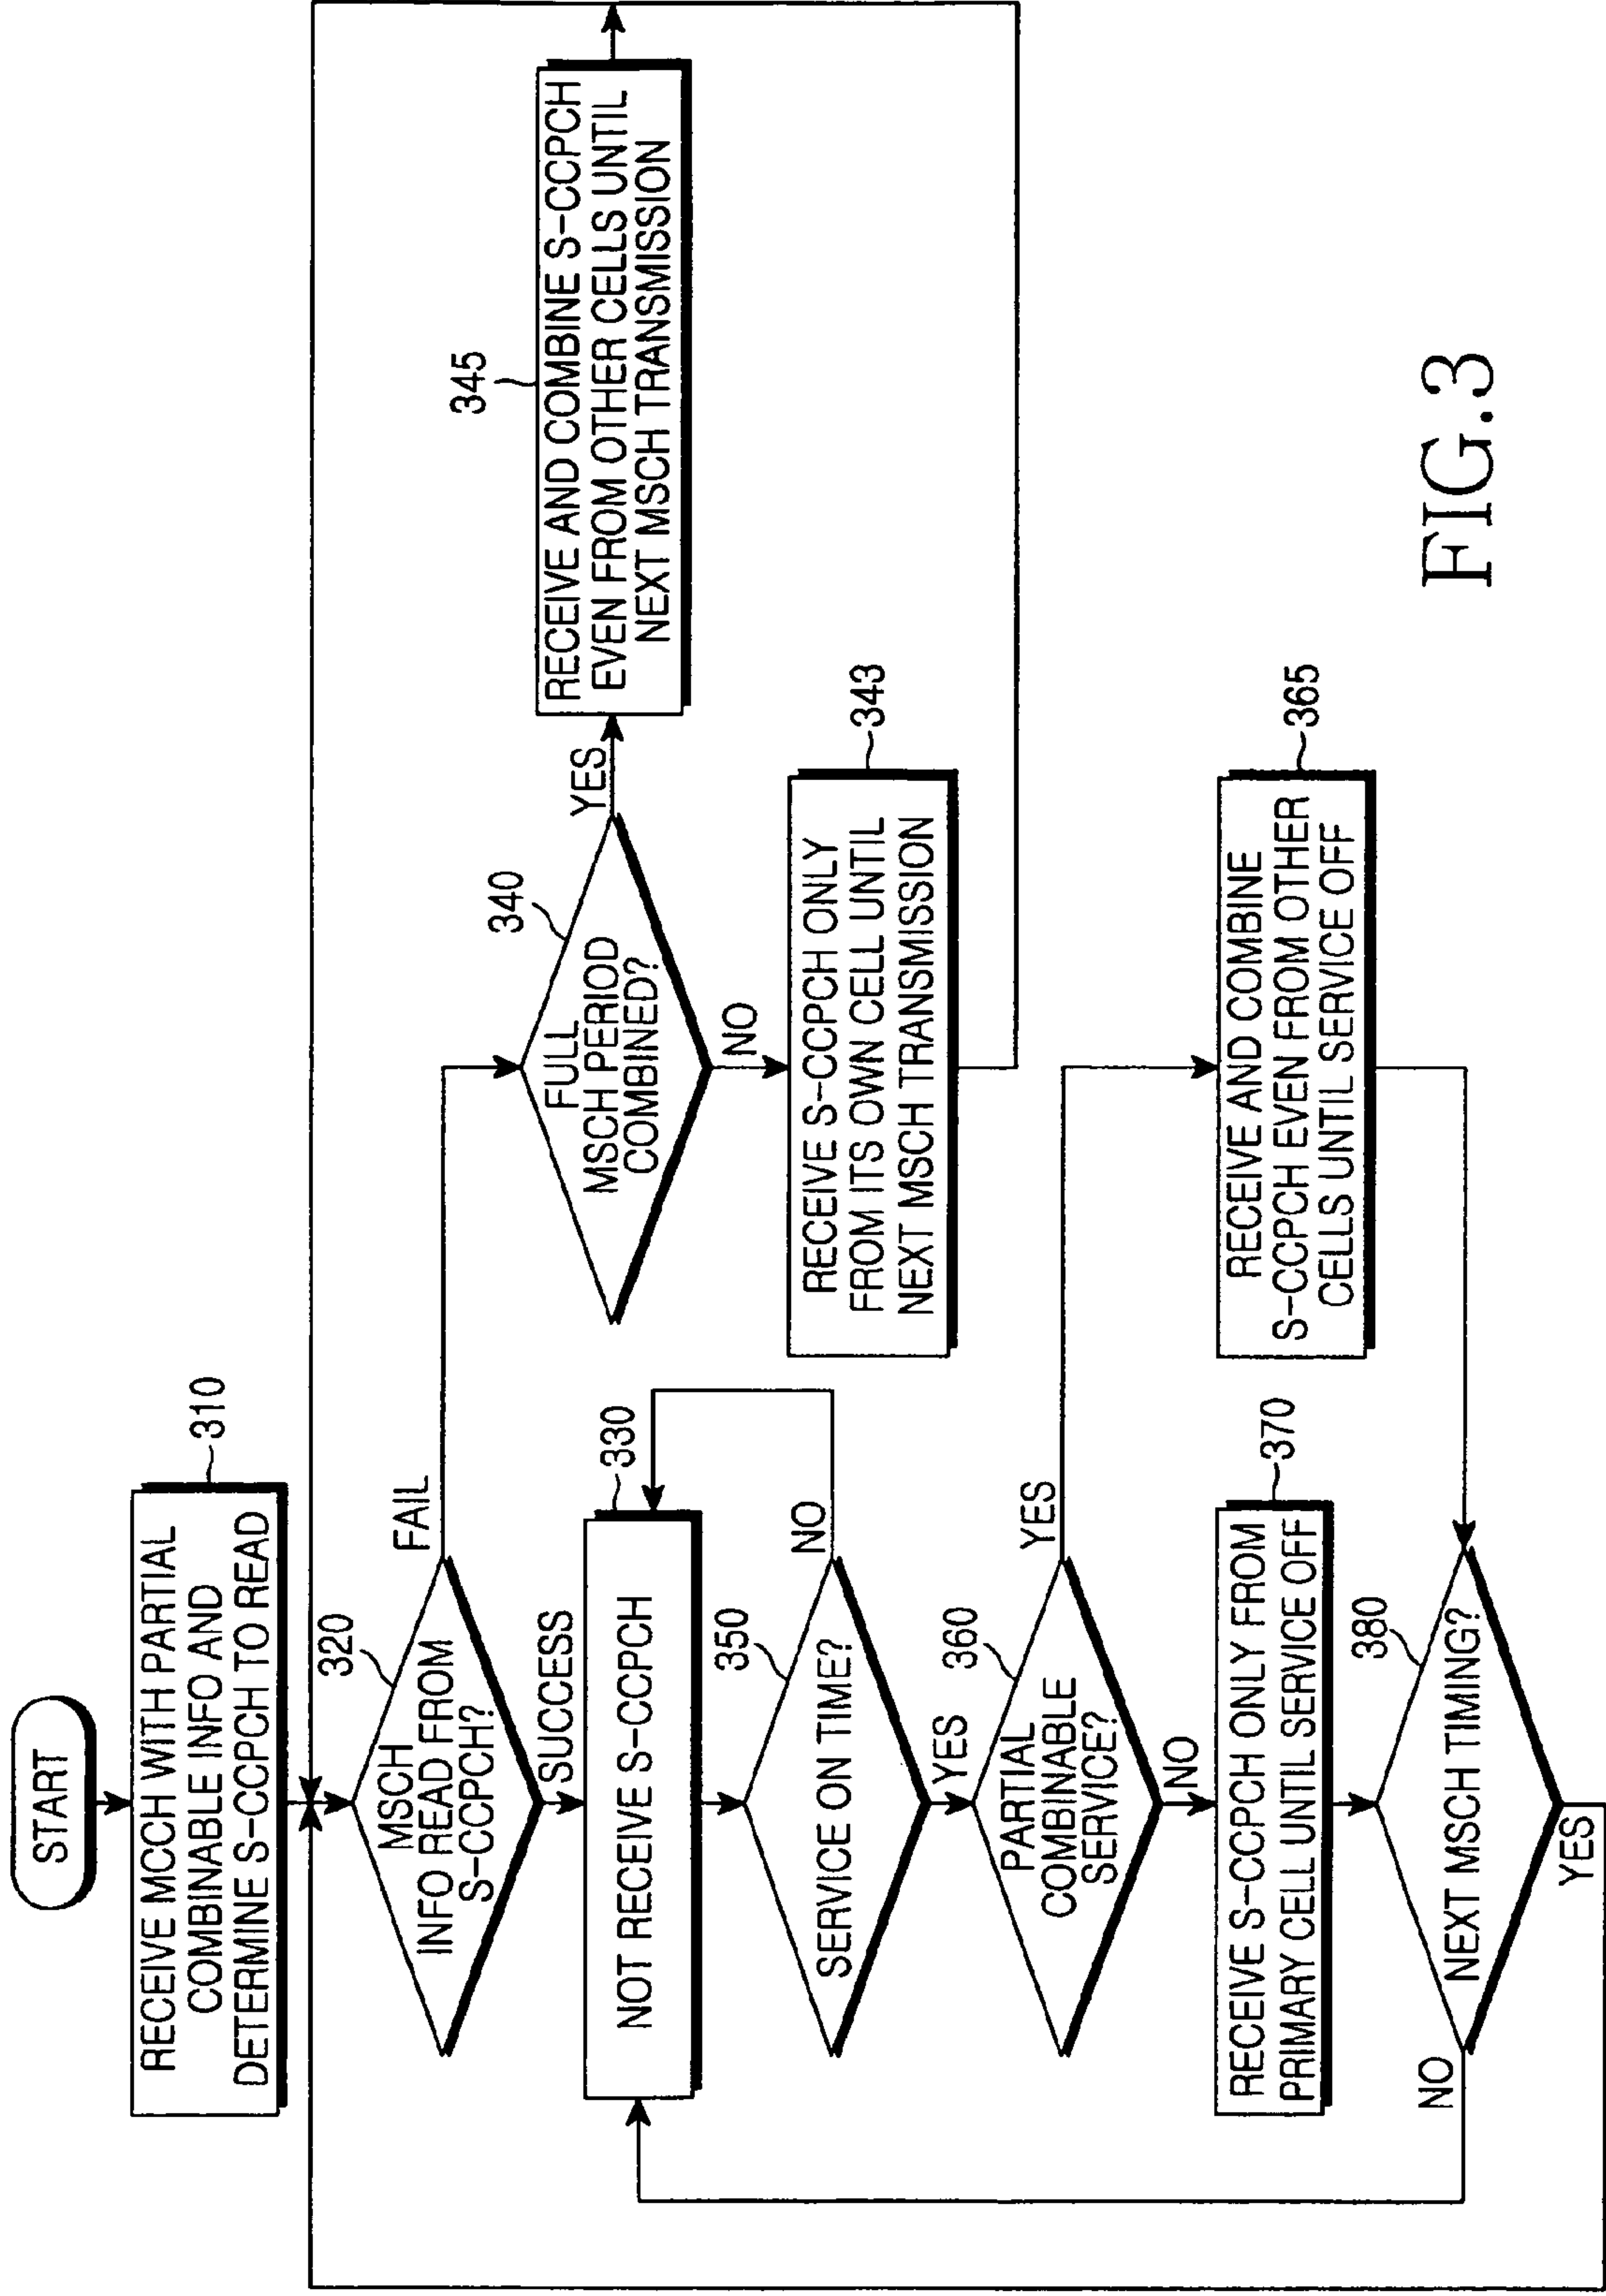 START
RECEIVE MCCH WITH PARTIAL
COMBINABLE INFO AND
DETERMINE S-CCPCH TO READ
310
MSCH
INFO READ FROM
S-CCPCH?
320
FAIL
SUCCESS
NOT RECEIVE S-CCPCH
330
FULL
MSCH PERIOD
COMBINED?
340
YES
NO
RECEIVE AND COMBINE S-CCPCH
EVEN FROM OTHER CELLS UNTIL
NEXT MSCH TRANSMISSION
345
RECEIVE S-CCPCH ONLY
FROM ITS OWN CELL UNTIL
NEXT MSCH TRANSMISSION
343
SERVICE ON TIME?
350
NO
YES
PARTIAL
COMBINABLE
SERVICE?
360
YES
NO
RECEIVE AND COMBINE
S-CCPCH EVEN FROM OTHER
CELLS UNTIL SERVICE OFF
365
RECEIVE S-CCPCH ONLY FROM
PRIMARY CELL UNTIL SERVICE OFF
370
NEXT MSCH TIMING?
380
NO
YES
FIG.3